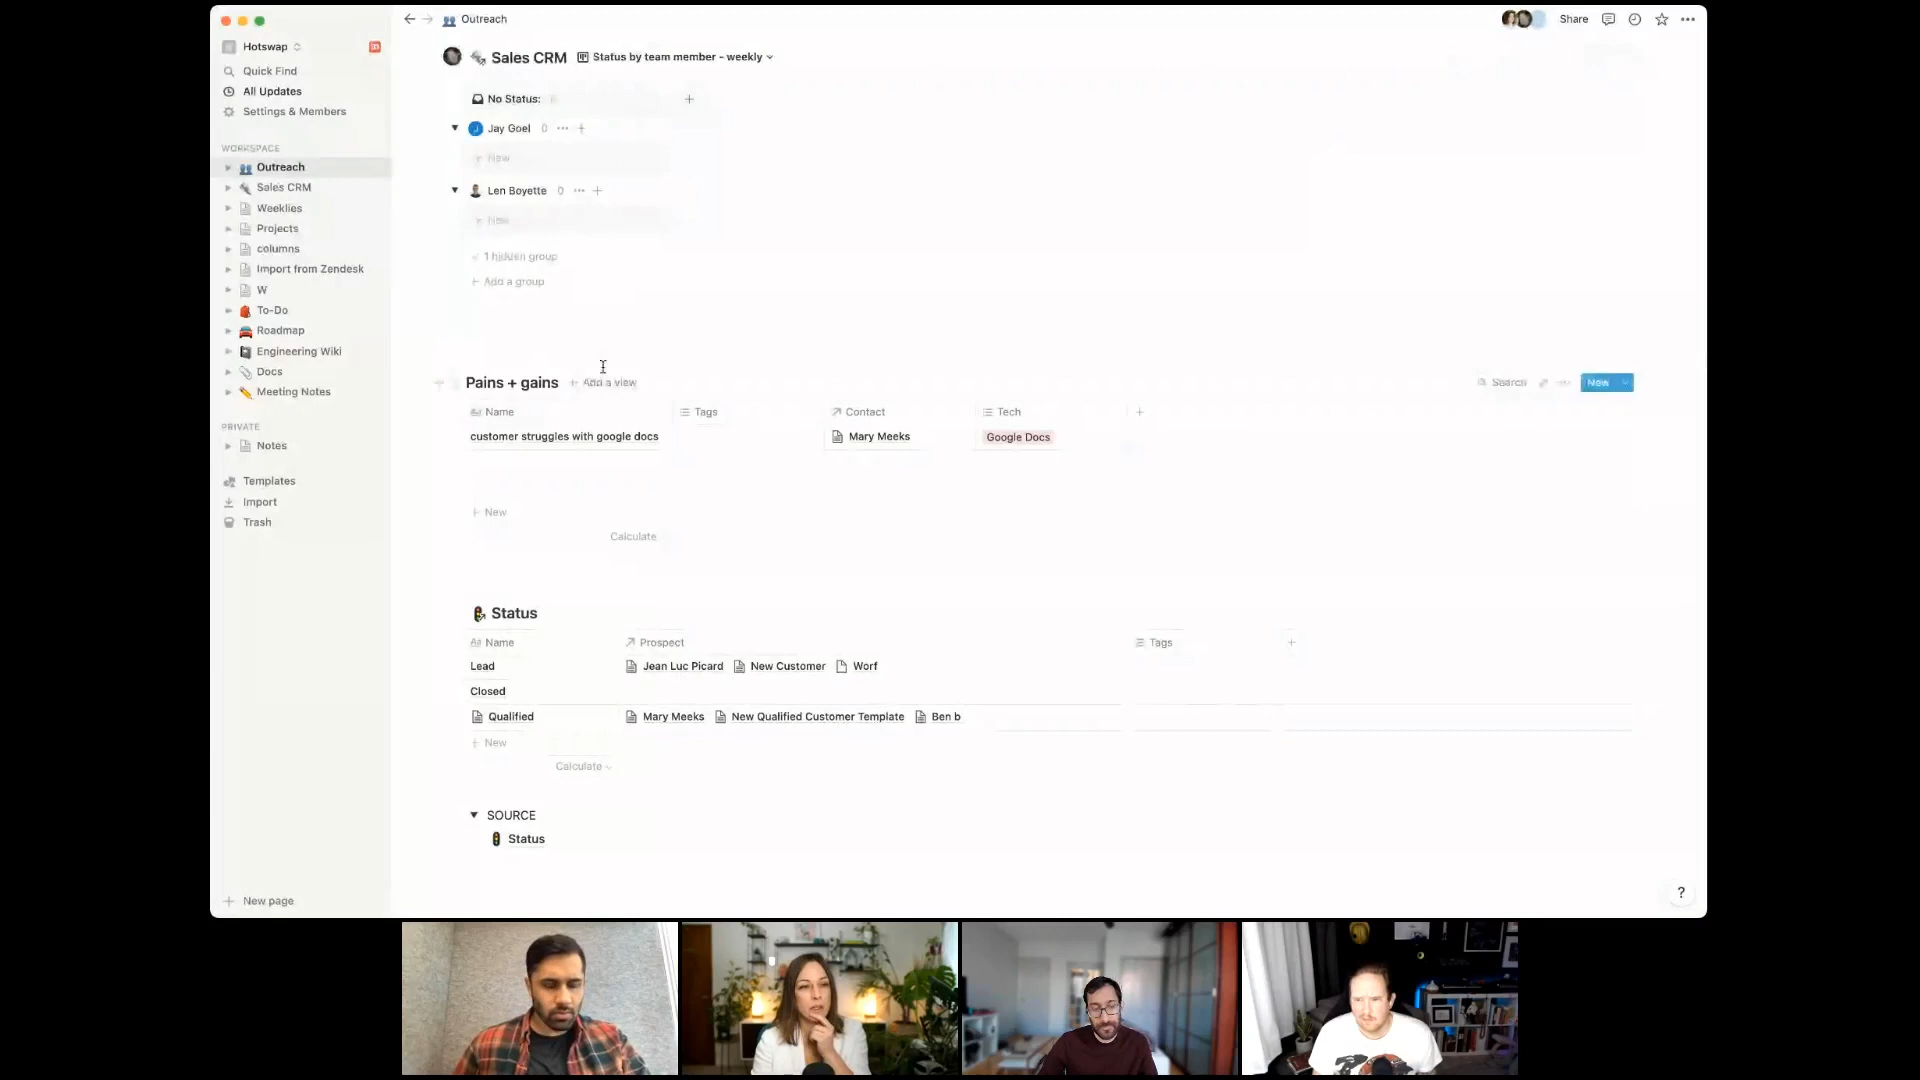 Hotswap
Quick Find
All Updates
Settings & Members
WORKSPACE
Outreach
Sales CRM
Weeklies
Projects
columns
Import from Zendesk
W
To-Do
Roadmap
Engineering Wiki
Docs
Meeting Notes
PRIVATE
Notes
Templates
Import
Trash
New page
Outreach
Share
Sales CRM Status by team member - weekly
No Status:
Jay Goel 0
New
Len Boyette 0
New
1 hidden group
Add a group
Pains + gains Add a view Search New
Name Tags Contact Tech
customer struggles with google docs Mary Meeks Google Docs
New
Calculate
Status
Name Prospect Tags
Lead Jean Luc Picard New Customer Worf
Closed
Qualified Mary Meeks New Qualified Customer Template Ben b
New
Calculate
SOURCE
Status
?